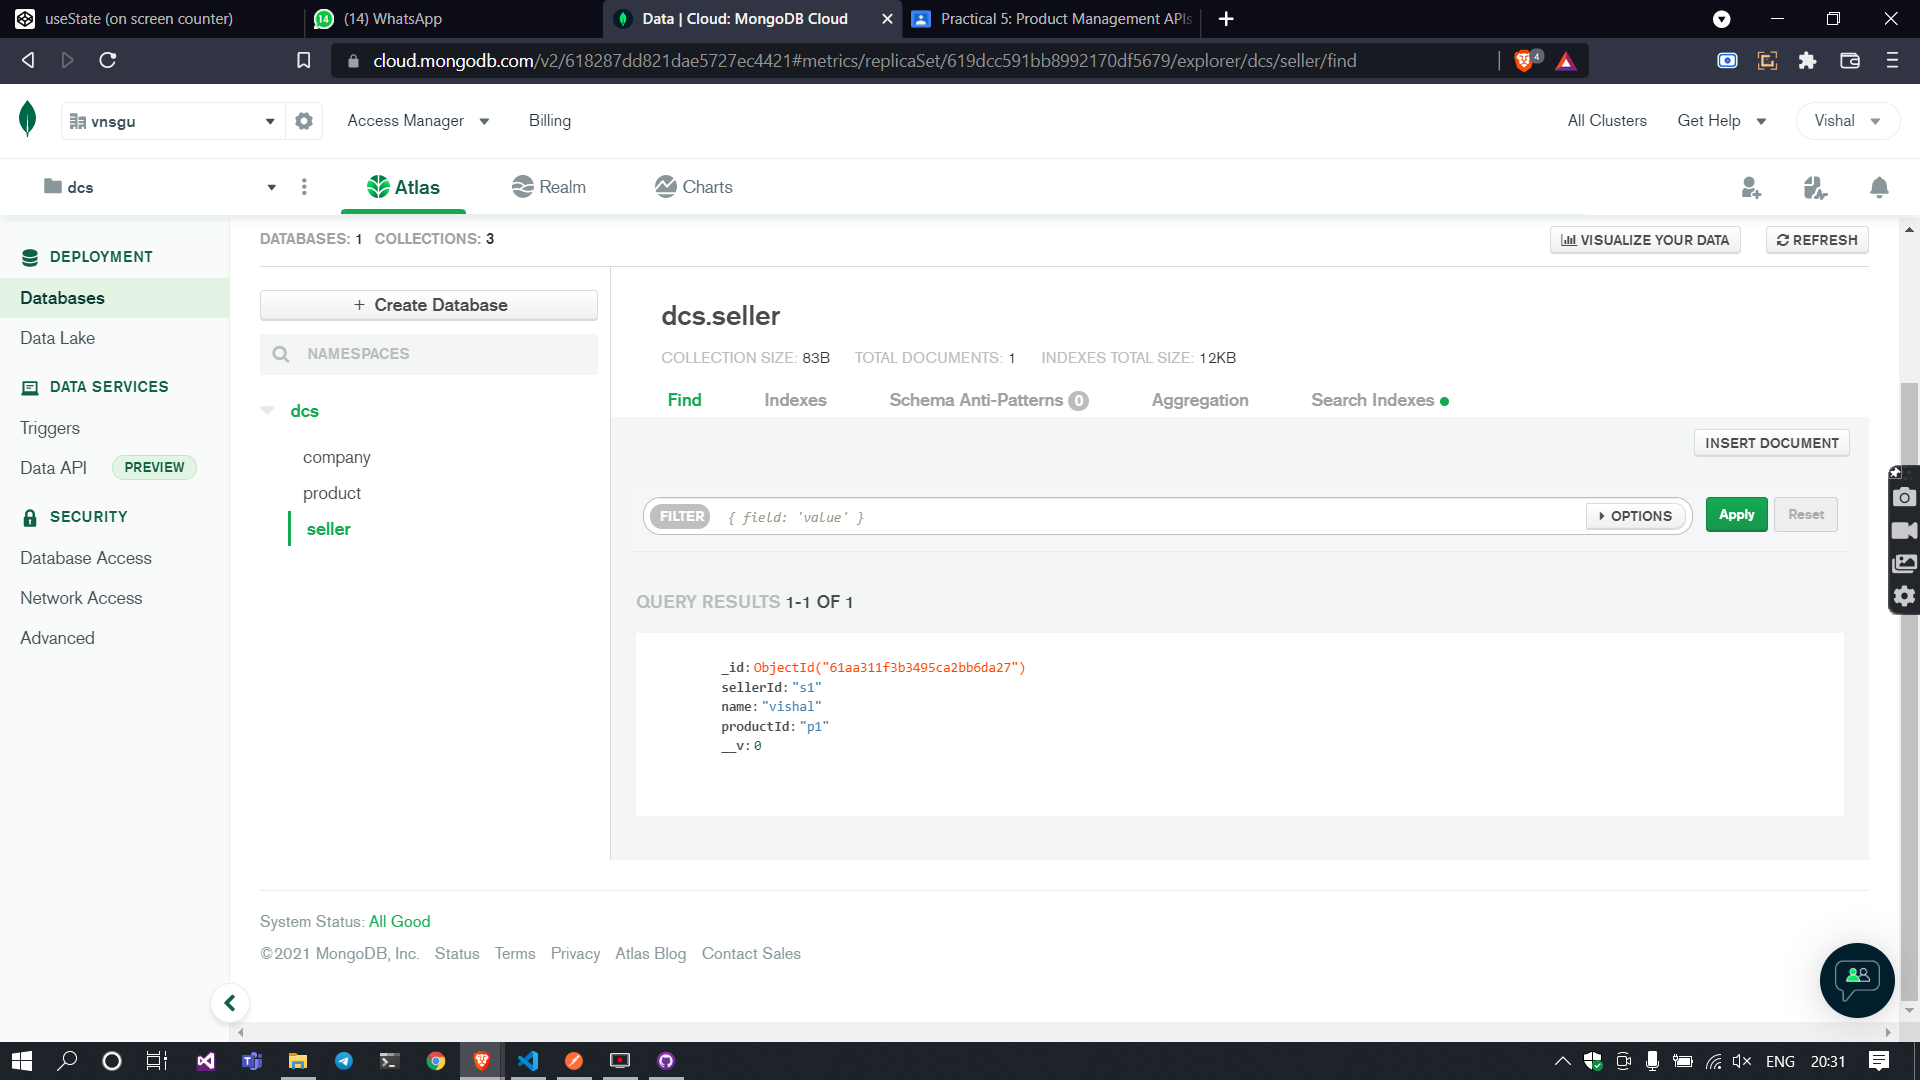 useState (on screen counter)
14
(14) WhatsApp
Data | Cloud: MongoDB Cloud
Practical 5: Product Management APIs
cloud.mongodb.com/v2/618287dd821dae5727ec4421#metrics/replicaSet/619dcc591bb8992170df5679/explorer/dcs/seller/find
4
vnsgu
Access Manager
Billing
All Clusters
Get Help
Vishal
dcs
Atlas
Realm
Charts
DEPLOYMENT
Databases
Data Lake
DATA SERVICES
Triggers
Data API
PREVIEW
SECURITY
Database Access
Network Access
Advanced
DATABASES: 1 COLLECTIONS: 3
VISUALIZE YOUR DATA
REFRESH
+ Create Database
NAMESPACES
dcs
company
product
seller
dcs.seller
COLLECTION SIZE: 83B TOTAL DOCUMENTS: 1 INDEXES TOTAL SIZE: 12KB
Find
Indexes
Schema Anti-Patterns 0
Aggregation
Search Indexes
INSERT DOCUMENT
FILTER
{ field: 'value' }
OPTIONS
Apply
Reset
QUERY RESULTS 1-1 OF 1
_id: ObjectId("61aa311f3b3495ca2bb6da27")
sellerId: "s1"
name: "vishal"
productId: "p1"
__v: 0
System Status: All Good
©2021 MongoDB, Inc. Status Terms Privacy Atlas Blog Contact Sales
ENG
20:31